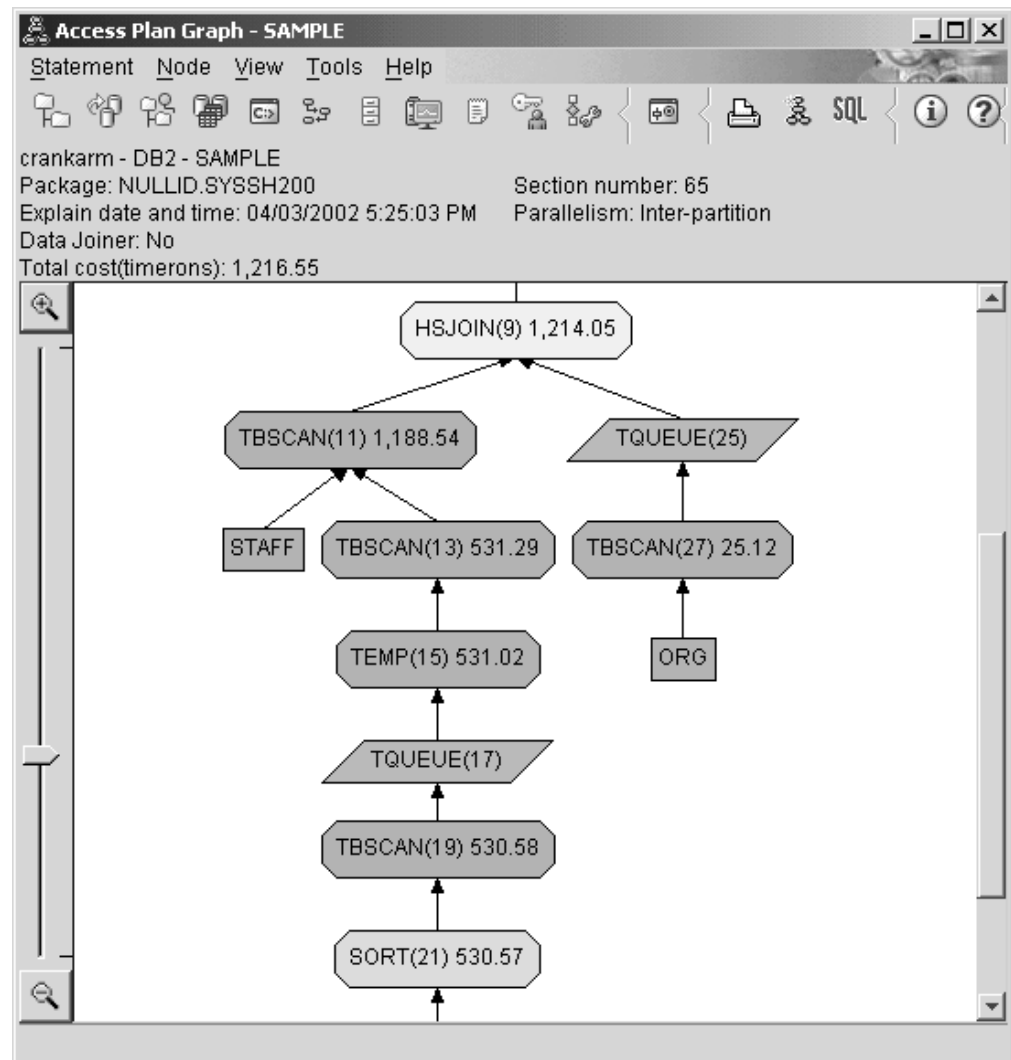 Access Plan Graph - SAMPLE
Statement Node View Tools Help
C:>
SQL
i
?
crankarm - DB2 - SAMPLE
Package: NULLID.SYSSH200 Section number: 65
Explain date and time: 04/03/2002 5:25:03 PM Parallelism: Inter-partition
Data Joiner: No
Total cost(timerons): 1,216.55
HSJOIN(9) 1,214.05
TBSCAN(11) 1,188.54 TQUEUE(25)
STAFF TBSCAN(13) 531.29 TBSCAN(27) 25.12
TEMP(15) 531.02 ORG
TQUEUE(17)
TBSCAN(19) 530.58
SORT(21) 530.57